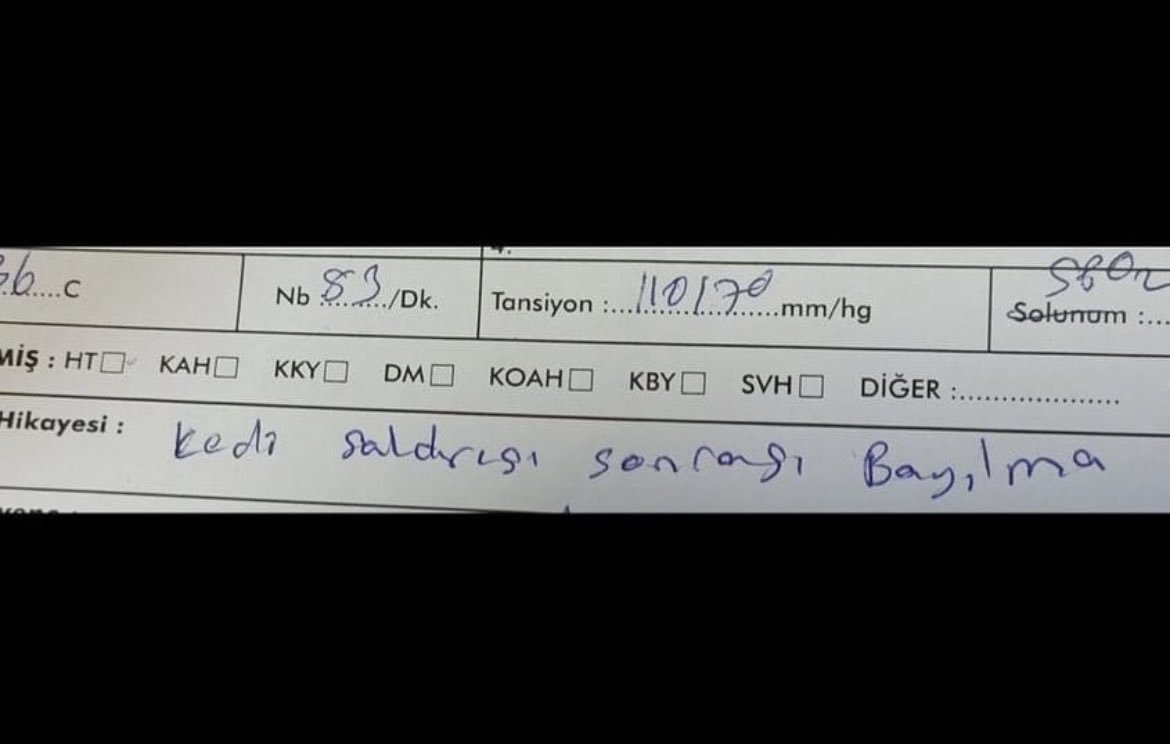 36....C Nb 83/Dk. Tansiyon :...110/70...mm/hg SPO2 Solunum :...
MİŞ : HT☐ KAH☐ KKY☐ DM☐ KOAH☐ KBY☐ SVH☐ DİĞER :....................
Hikayesi : kedi saldırısı sonrası Bayılma